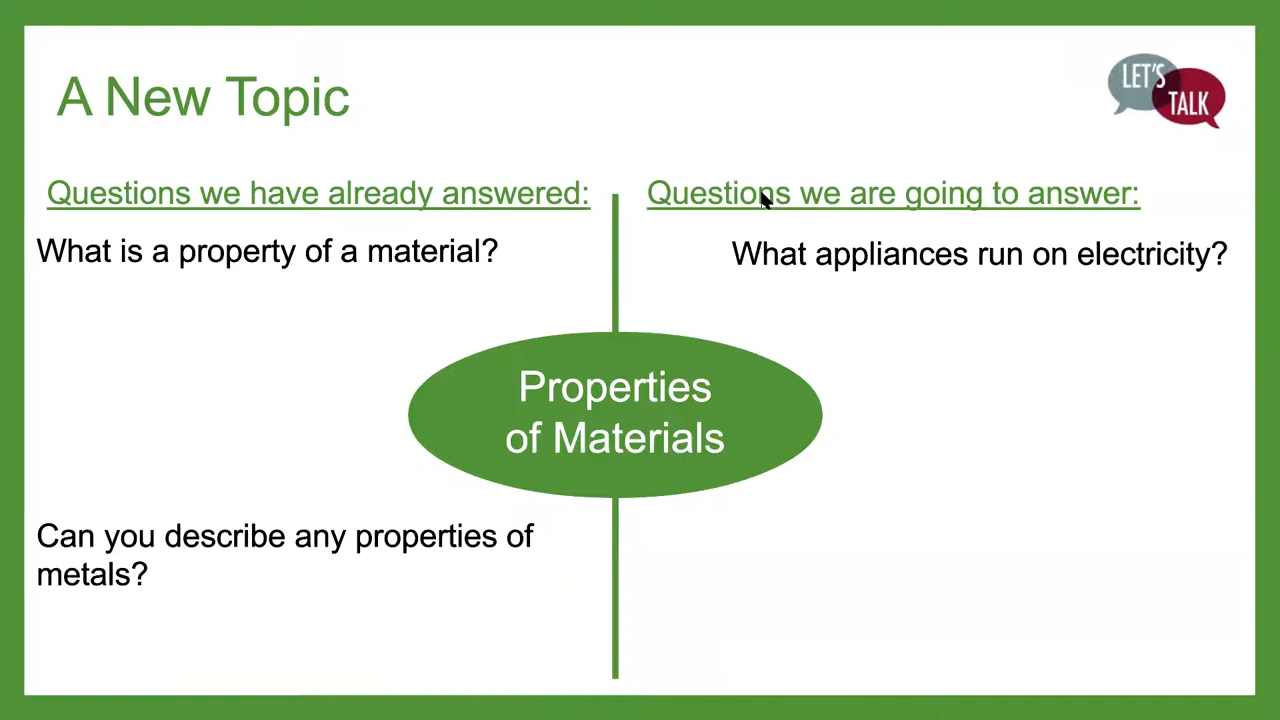 A New Topic
LET'S
TALK
Questions we have already answered:
What is a property of a material?
Questions we are going to answer:
What appliances run on electricity?
Properties
of Materials
Can you describe any properties of
metals?